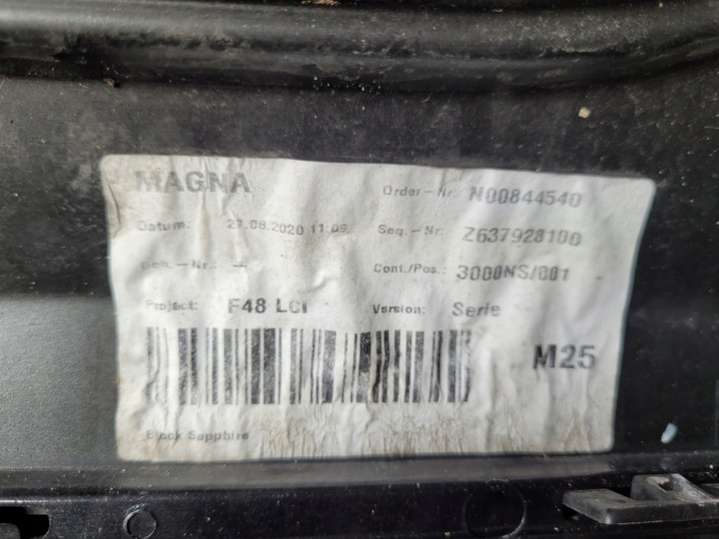 MAGNA
Order-Nr. N00844540
Datum: 27.08.2020 11:09
Seq.-Nr. Z637928100
Cont./Pos.: 3000NS/001
Project: F48 LCI
Version: Serie
M25
Black Sapphire